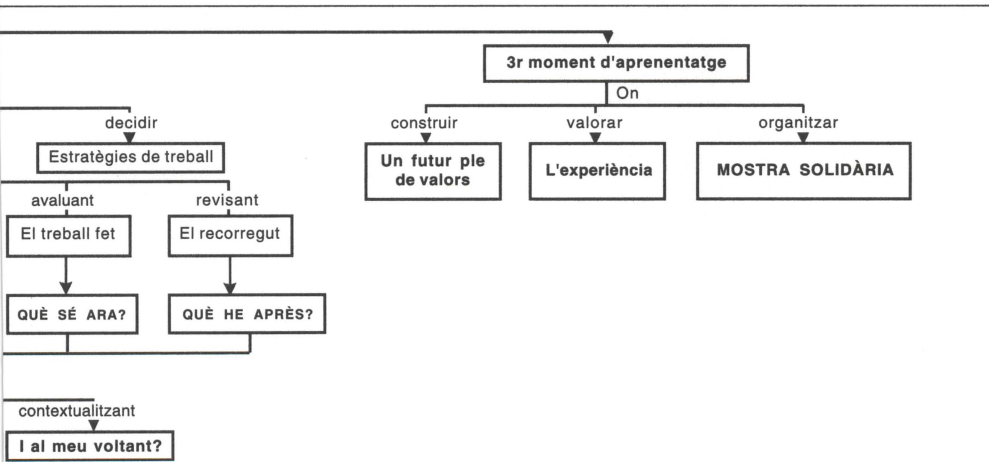 3r moment d'aprenentatge
On
decidir
construir
valorar
organitzar
Estratègies de treball
Un futur ple
de valors
L'experiència
MOSTRA SOLIDÀRIA
avaluant
revisant
El treball fet
El recorregut
QUÈ SÉ ARA?
QUÈ HE APRÈS?
contextualitzant
I al meu voltant?